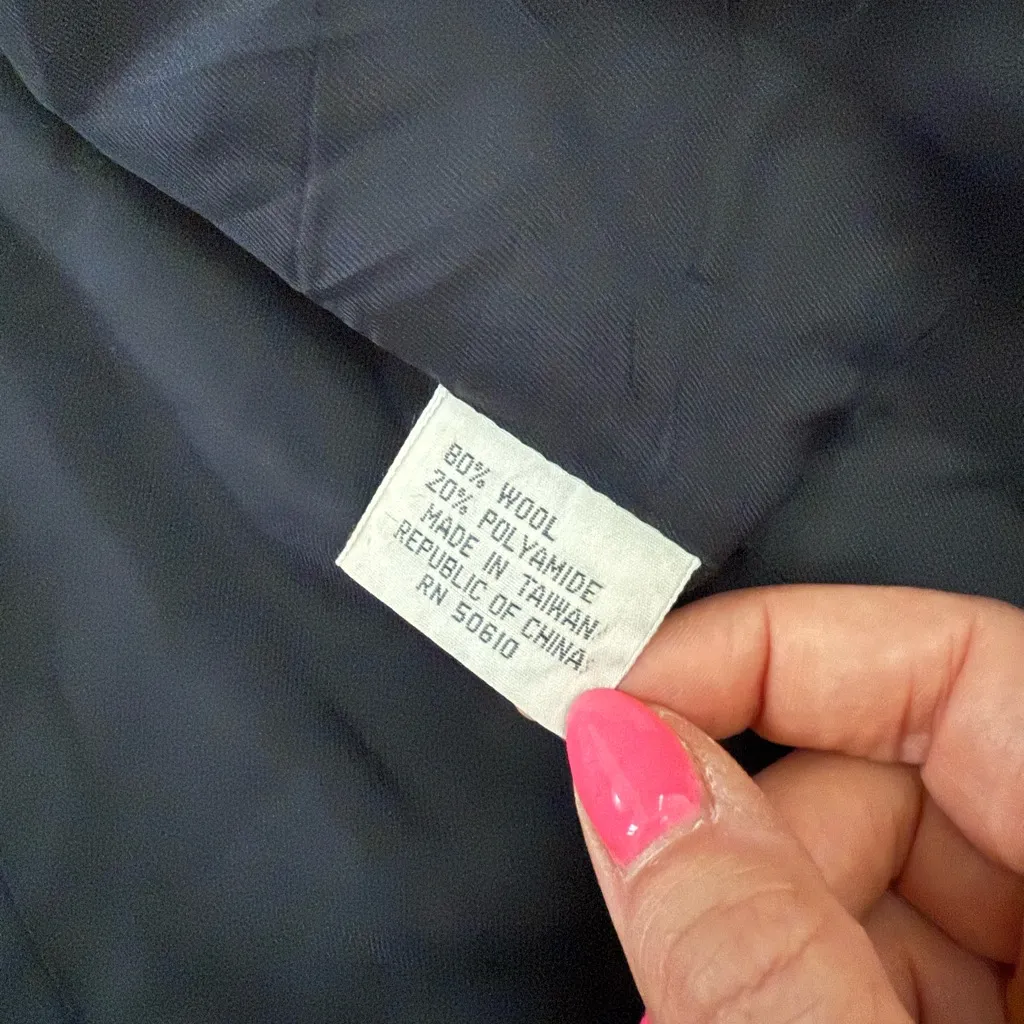 80% WOOL
20% POLYAMIDE
MADE IN TAIWAN
REPUBLIC OF CHINA
RN 50610